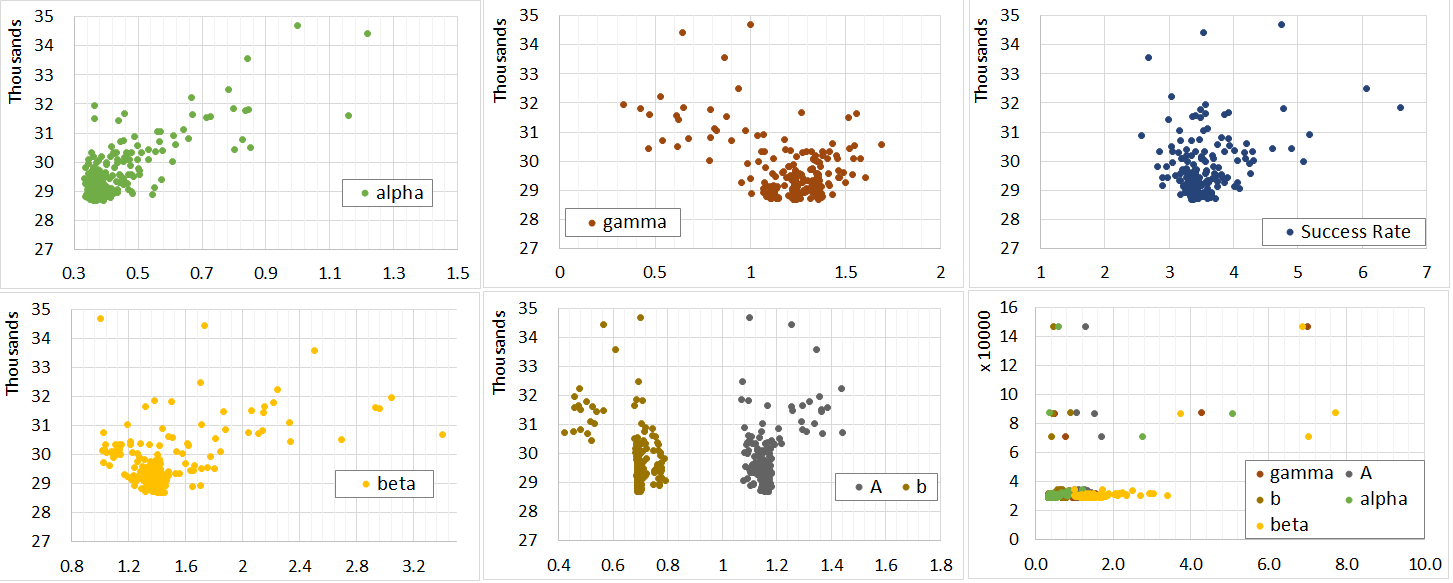 Thousands
35
34
33
32
31
30
29
28
27
0.3 0.5 0.7 0.9 1.1 1.3 1.5
alpha
Thousands
35
34
33
32
31
30
29
28
27
0 0.5 1 1.5 2
gamma
Thousands
35
34
33
32
31
30
29
28
27
1 2 3 4 5 6 7
Success Rate
Thousands
35
34
33
32
31
30
29
28
27
0.8 1.2 1.6 2 2.4 2.8 3.2
beta
Thousands
35
34
33
32
31
30
29
28
27
0.4 0.6 0.8 1 1.2 1.4 1.6 1.8
A b
x 10000
16
14
12
10
8
6
4
2
0
0.0 2.0 4.0 6.0 8.0 10.0
gamma A
b alpha
beta